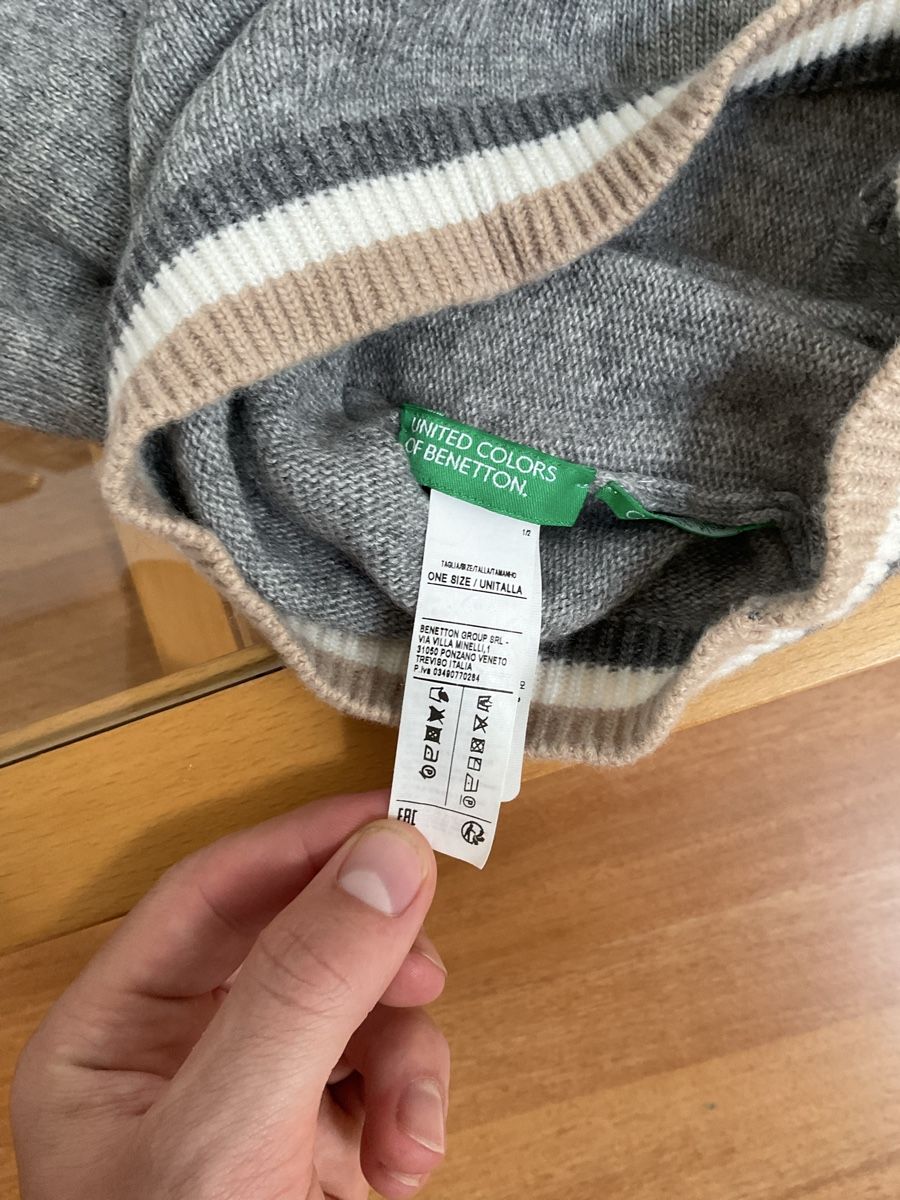 UNITED COLORS
OF BENETTON.
1/2
TAGLIA/SIZE/TALLA/TAMANHO
ONE SIZE / UNITALLA
BENETTON GROUP SRL -
VIA VILLA MINELLI,1
31050 PONZANO VENETO
TREVISO ITALIA
P.iva 03490770264
EAC